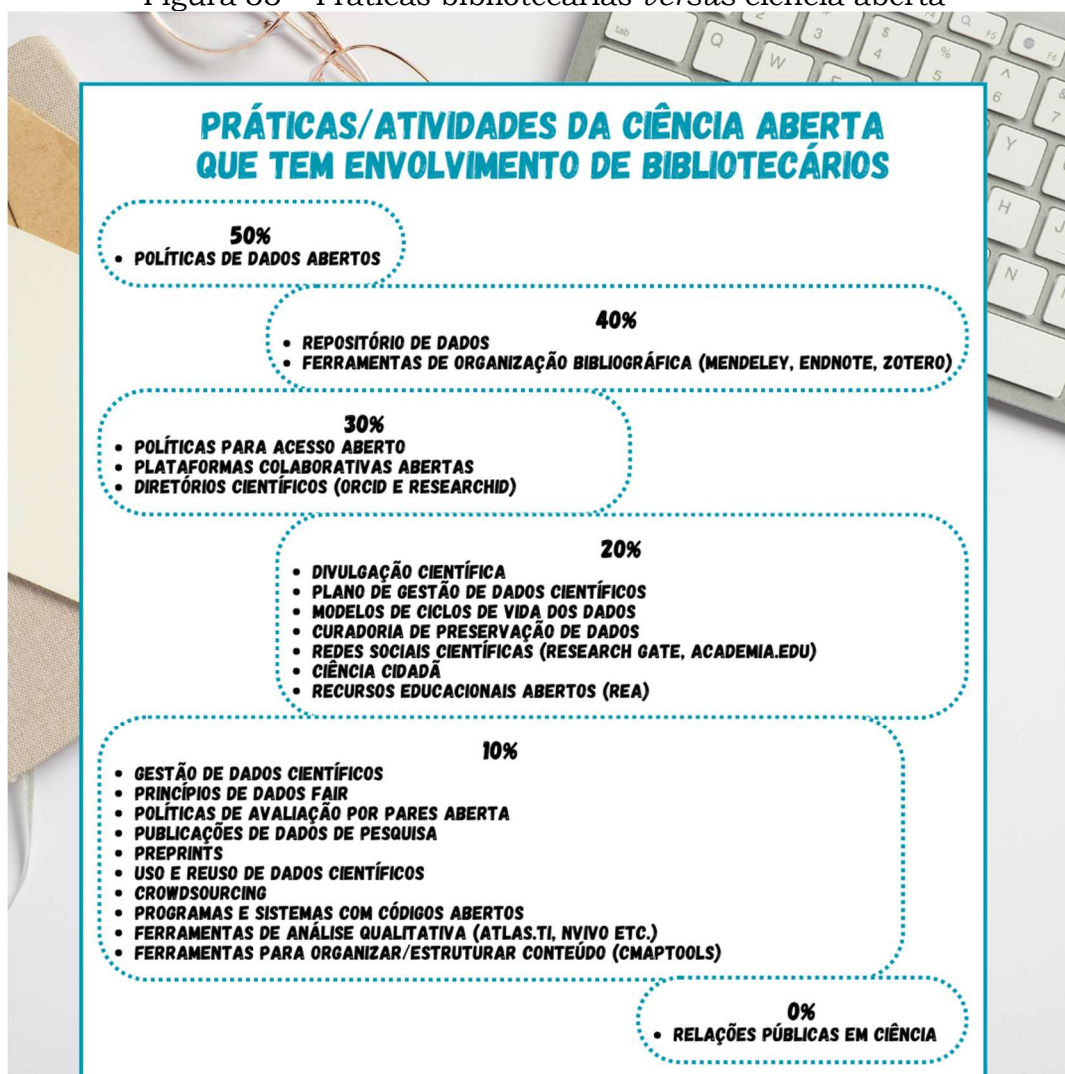 Práticas bibliotecárias versus ciência aberta
PRÁTICAS/ATIVIDADES DA CIÊNCIA ABERTA
QUE TEM ENVOLVIMENTO DE BIBLIOTECÁRIOS
50%
• POLÍTICAS DE DADOS ABERTOS
40%
• REPOSITÓRIO DE DADOS
• FERRAMENTAS DE ORGANIZAÇÃO BIBLIOGRÁFICA (MENDELEY, ENDNOTE, ZOTERO)
30%
• POLÍTICAS PARA ACESSO ABERTO
• PLATAFORMAS COLABORATIVAS ABERTAS
• DIRETÓRIOS CIENTÍFICOS (ORCID E RESEARCHID)
20%
• DIVULGAÇÃO CIENTÍFICA
• PLANO DE GESTÃO DE DADOS CIENTÍFICOS
• MODELOS DE CICLOS DE VIDA DOS DADOS
• CURADORIA DE PRESERVAÇÃO DE DADOS
• REDES SOCIAIS CIENTÍFICAS (RESEARCH GATE, ACADEMIA.EDU)
• CIÊNCIA CIDADÃ
• RECURSOS EDUCACIONAIS ABERTOS (REA)
10%
• GESTÃO DE DADOS CIENTÍFICOS
• PRINCÍPIOS DE DADOS FAIR
• POLÍTICAS DE AVALIAÇÃO POR PARES ABERTA
• PUBLICAÇÕES DE DADOS DE PESQUISA
• PREPRINTS
• USO E REUSO DE DADOS CIENTÍFICOS
• CROWDSOURCING
• PROGRAMAS E SISTEMAS COM CÓDIGOS ABERTOS
• FERRAMENTAS DE ANÁLISE QUALITATIVA (ATLAS.TI, NVIVO ETC.)
• FERRAMENTAS PARA ORGANIZAR/ESTRUTURAR CONTEÚDO (CMAPTOOLS)
0%
• RELAÇÕES PÚBLICAS EM CIÊNCIA